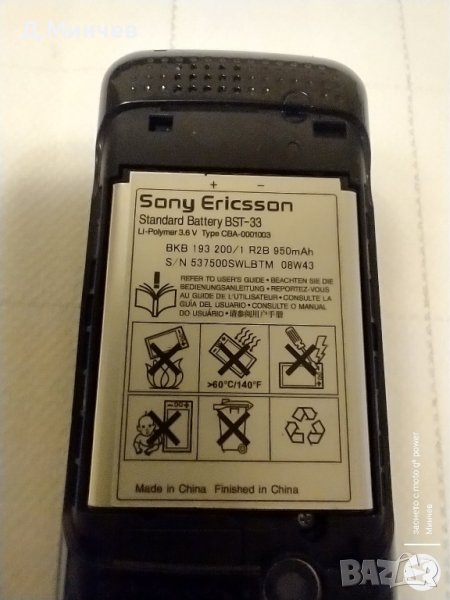 Д Минчев
+ −
Sony Ericsson
Standard Battery BST-33
Li-Polymer 3.6 V Type CBA-0001003
BKB 193 200/1 R2B 950mAh
S/N 537500SWLBTM 08W43
REFER TO USER'S GUIDE • BEACHTEN SIE DIE
BEDIENUNGSANLEITUNG • REPORTEZ-VOUS
AU GUIDE DE L'UTILISATEUR • CONSULTE LA
GUÍA DEL USUARIO • CONSULTE O MANUAL
DO USUÁRIO • 请参阅用户手册
>60°C/140°F
Made in China Finished in China
заснето с moto g⁸ power
Минчев
BAZAR